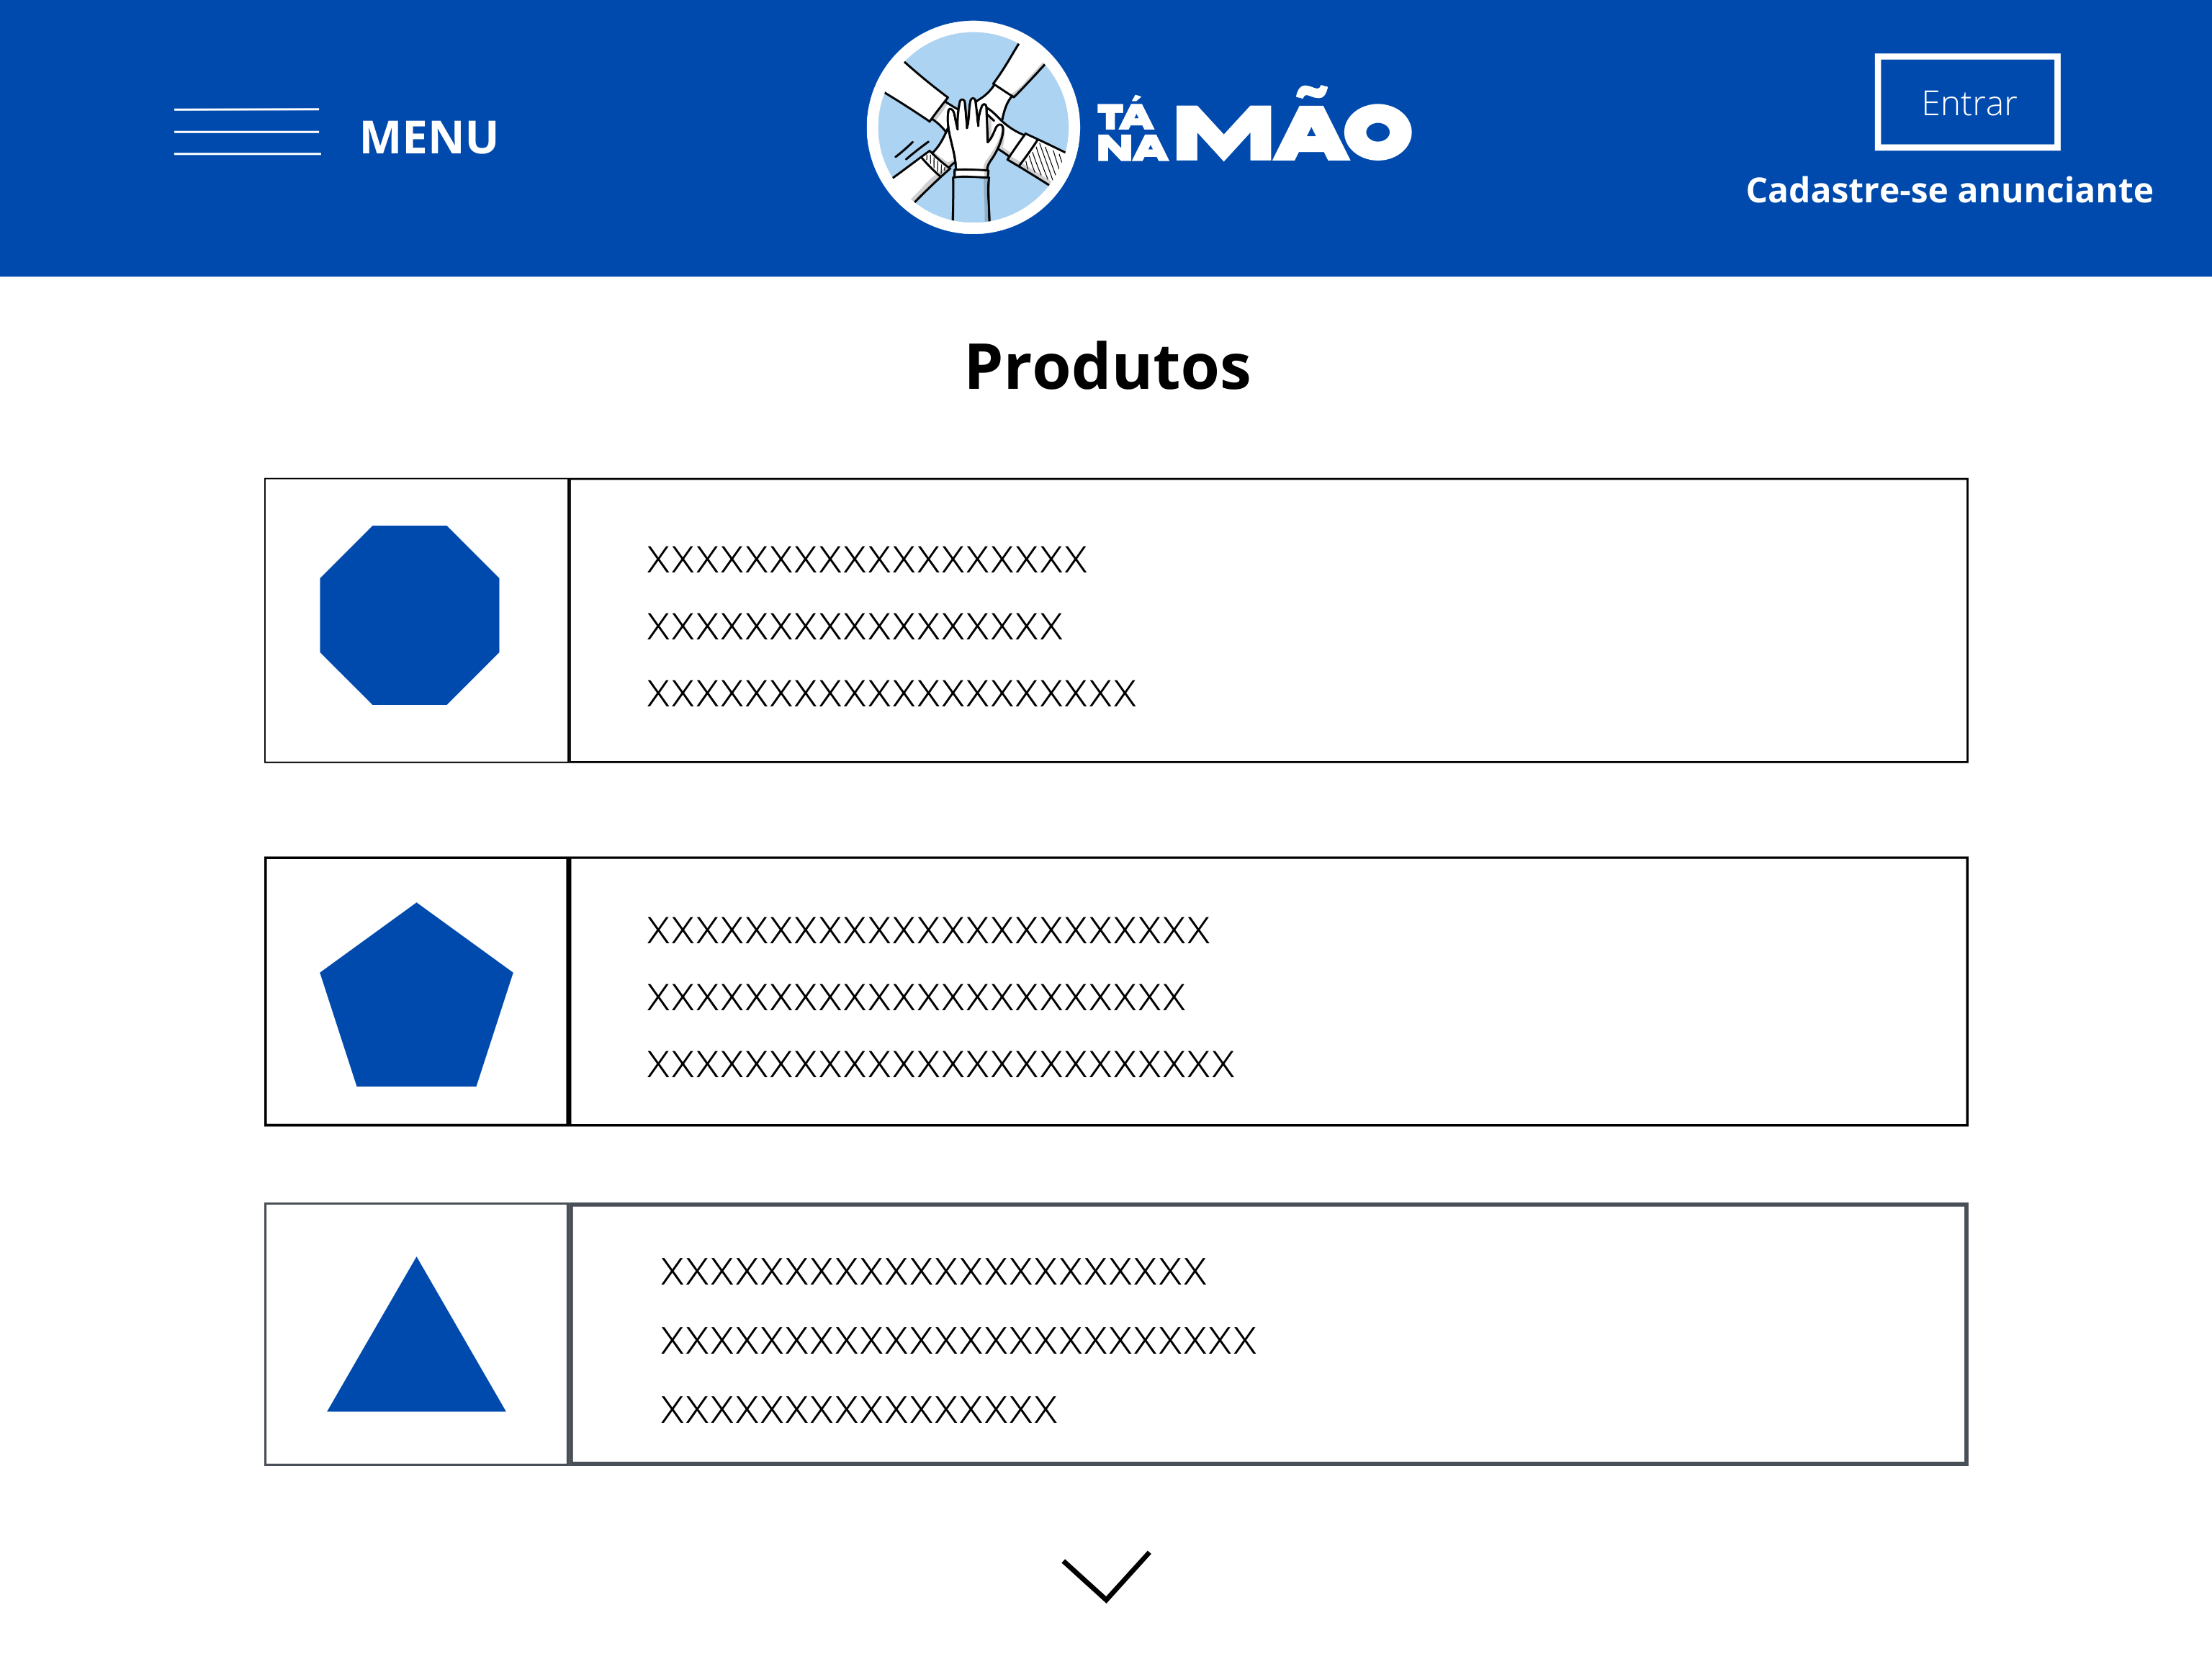 MENU
TÁ
NA MÃO
Entrar
Cadastre-se anunciante
Produtos
XXXXXXXXXXXXXXXXXX
XXXXXXXXXXXXXXXXX
XXXXXXXXXXXXXXXXXXXX
XXXXXXXXXXXXXXXXXXXXXXX
XXXXXXXXXXXXXXXXXXXXXX
XXXXXXXXXXXXXXXXXXXXXXXX
XXXXXXXXXXXXXXXXXXXXXX
XXXXXXXXXXXXXXXXXXXXXXXX
XXXXXXXXXXXXXXXX